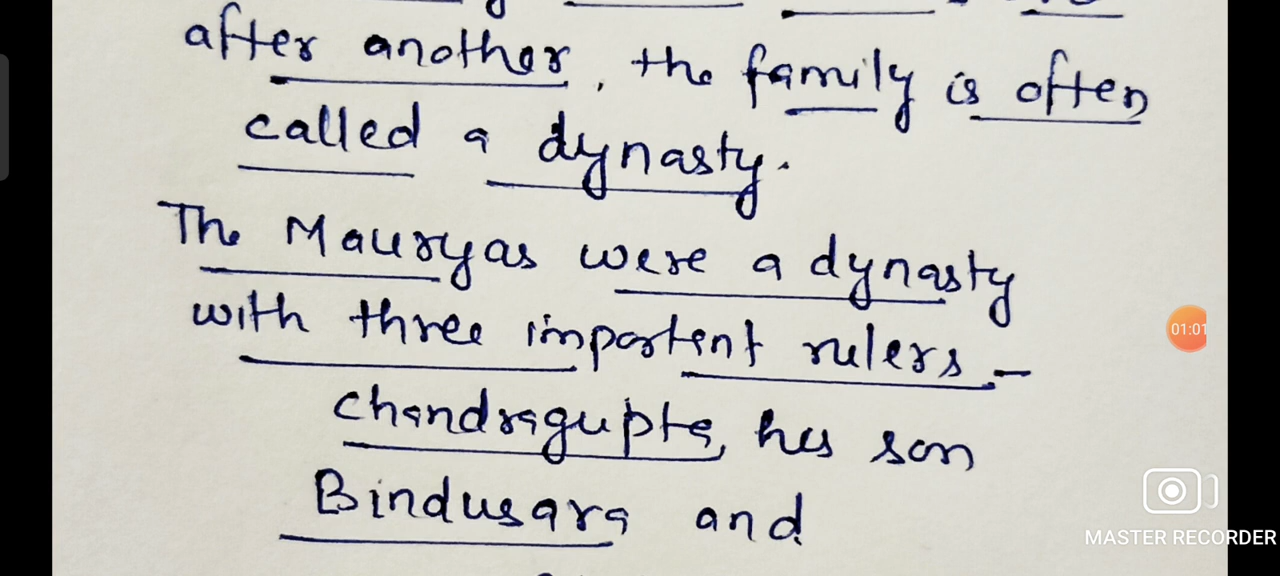 after another, the family is often
called a dynasty.
The Mauryas were a dynasty
with three important rulers -
Chandragupta, his son
Bindusara and
01:01
MASTER RECORDER